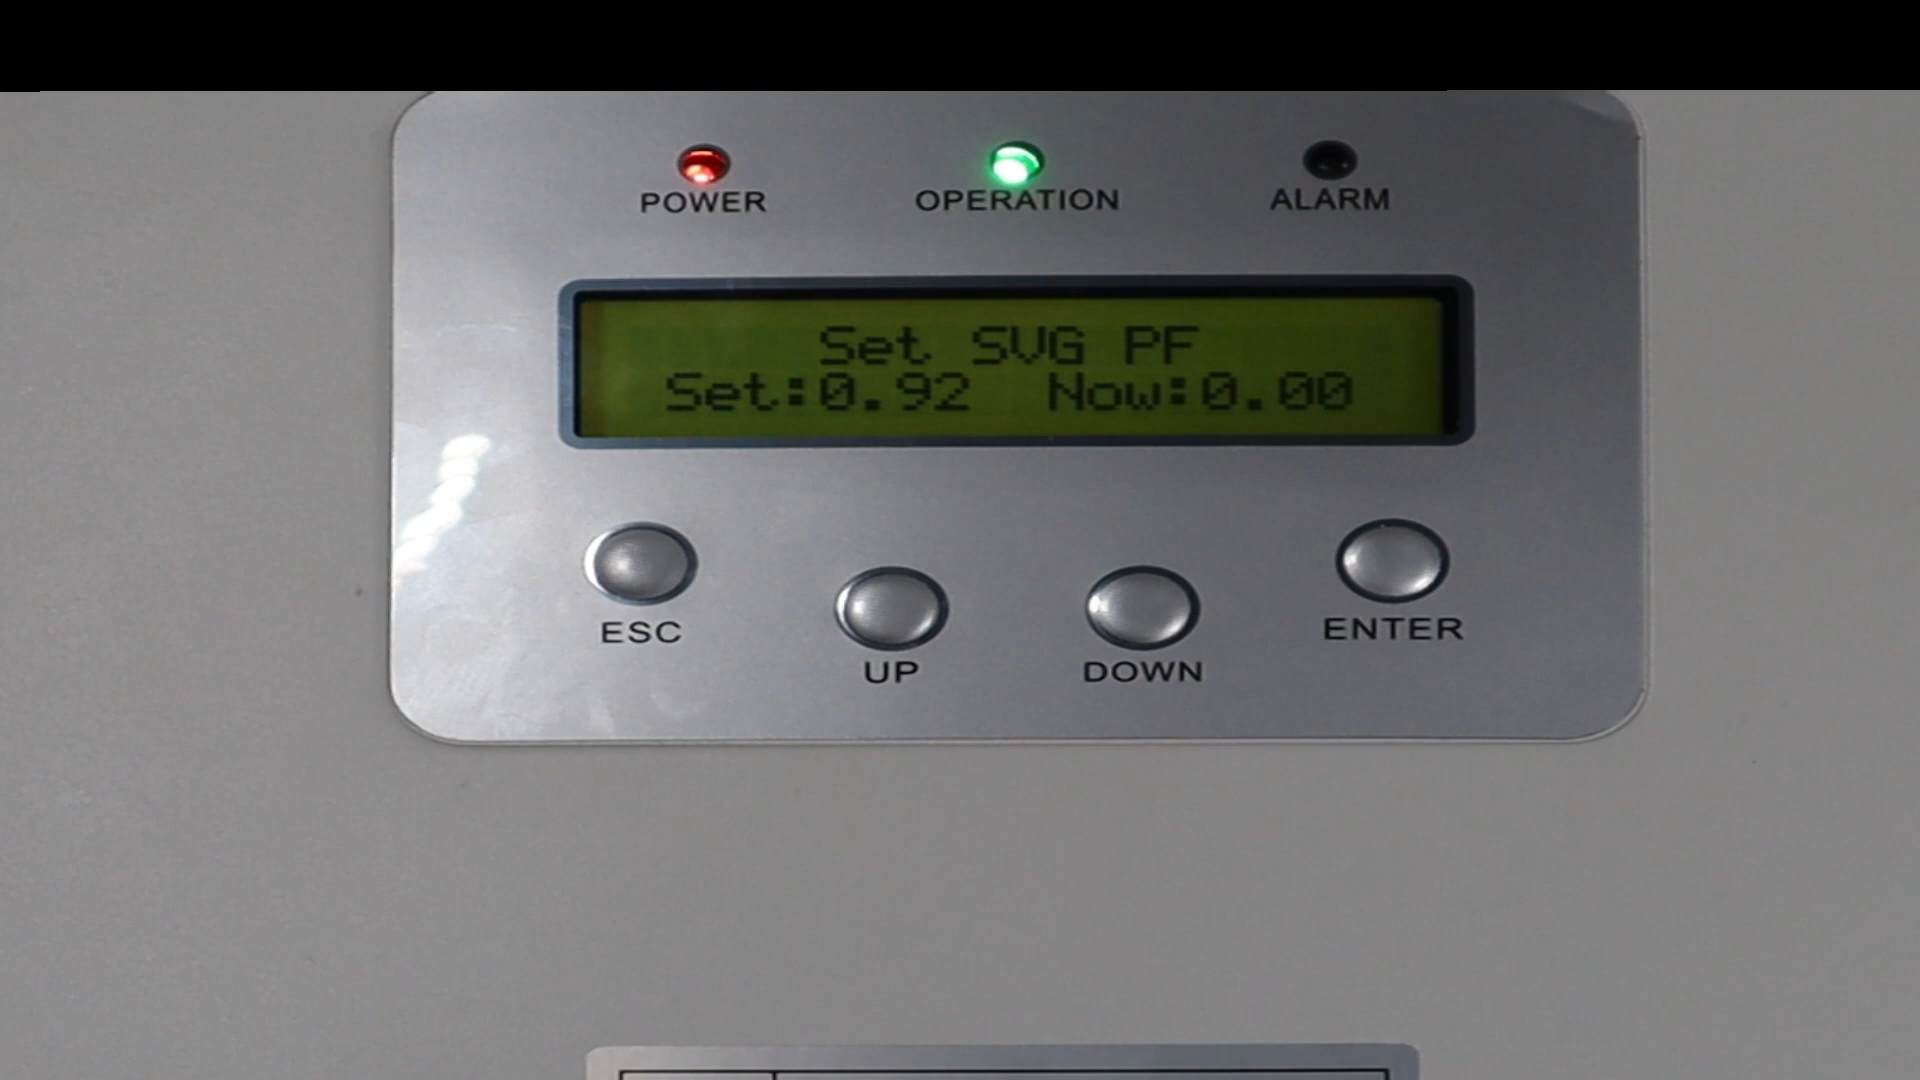 POWER OPERATION ALARM
Set SVG PF
Set:0.92 Now:0.00
ESC UP DOWN ENTER